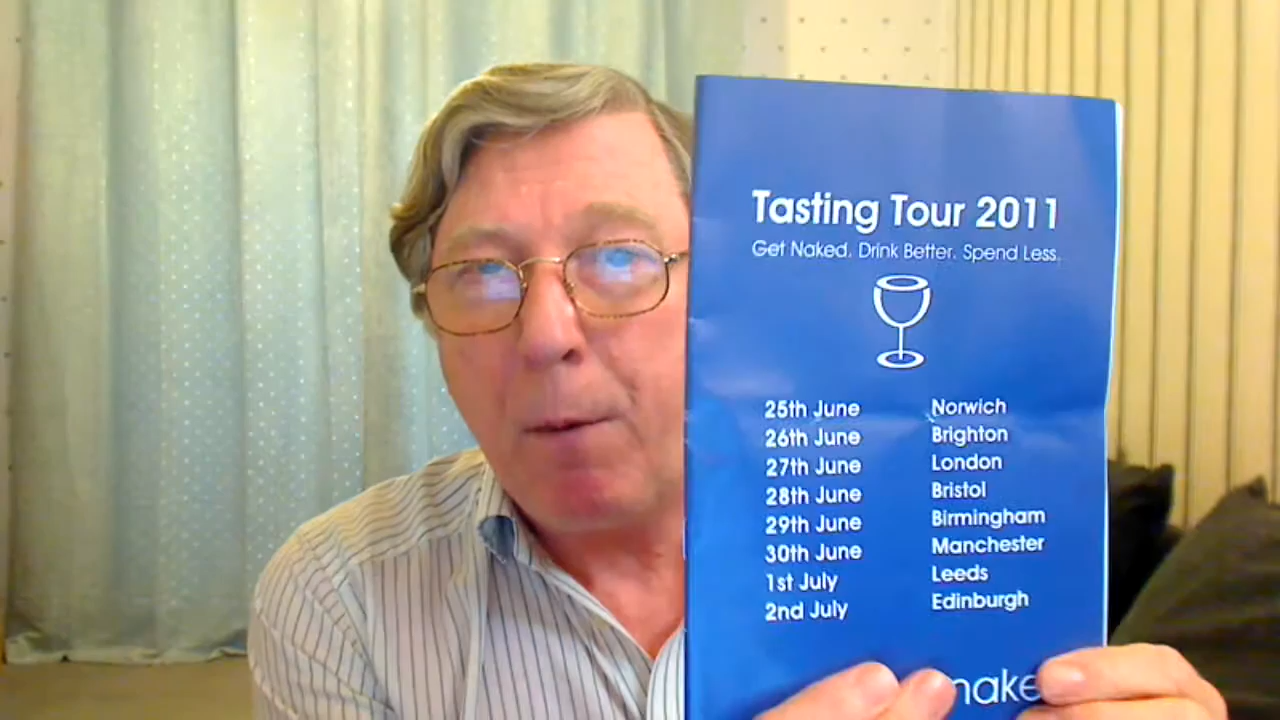 Tasting Tour 2011
Get Naked. Drink Better. Spend Less.
25th June Norwich
26th June Brighton
27th June London
28th June Bristol
29th June Birmingham
30th June Manchester
1st July Leeds
2nd July Edinburgh